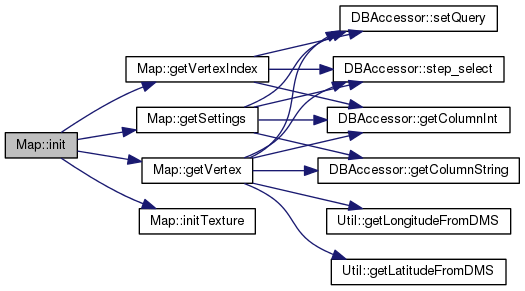 DBAccessor::setQuery
Map::getVertexIndex
DBAccessor::step_select
Map::getSettings
DBAccessor::getColumnInt
Map::init
Map::getVertex
DBAccessor::getColumnString
Map::initTexture
Util::getLongitudeFromDMS
Util::getLatitudeFromDMS